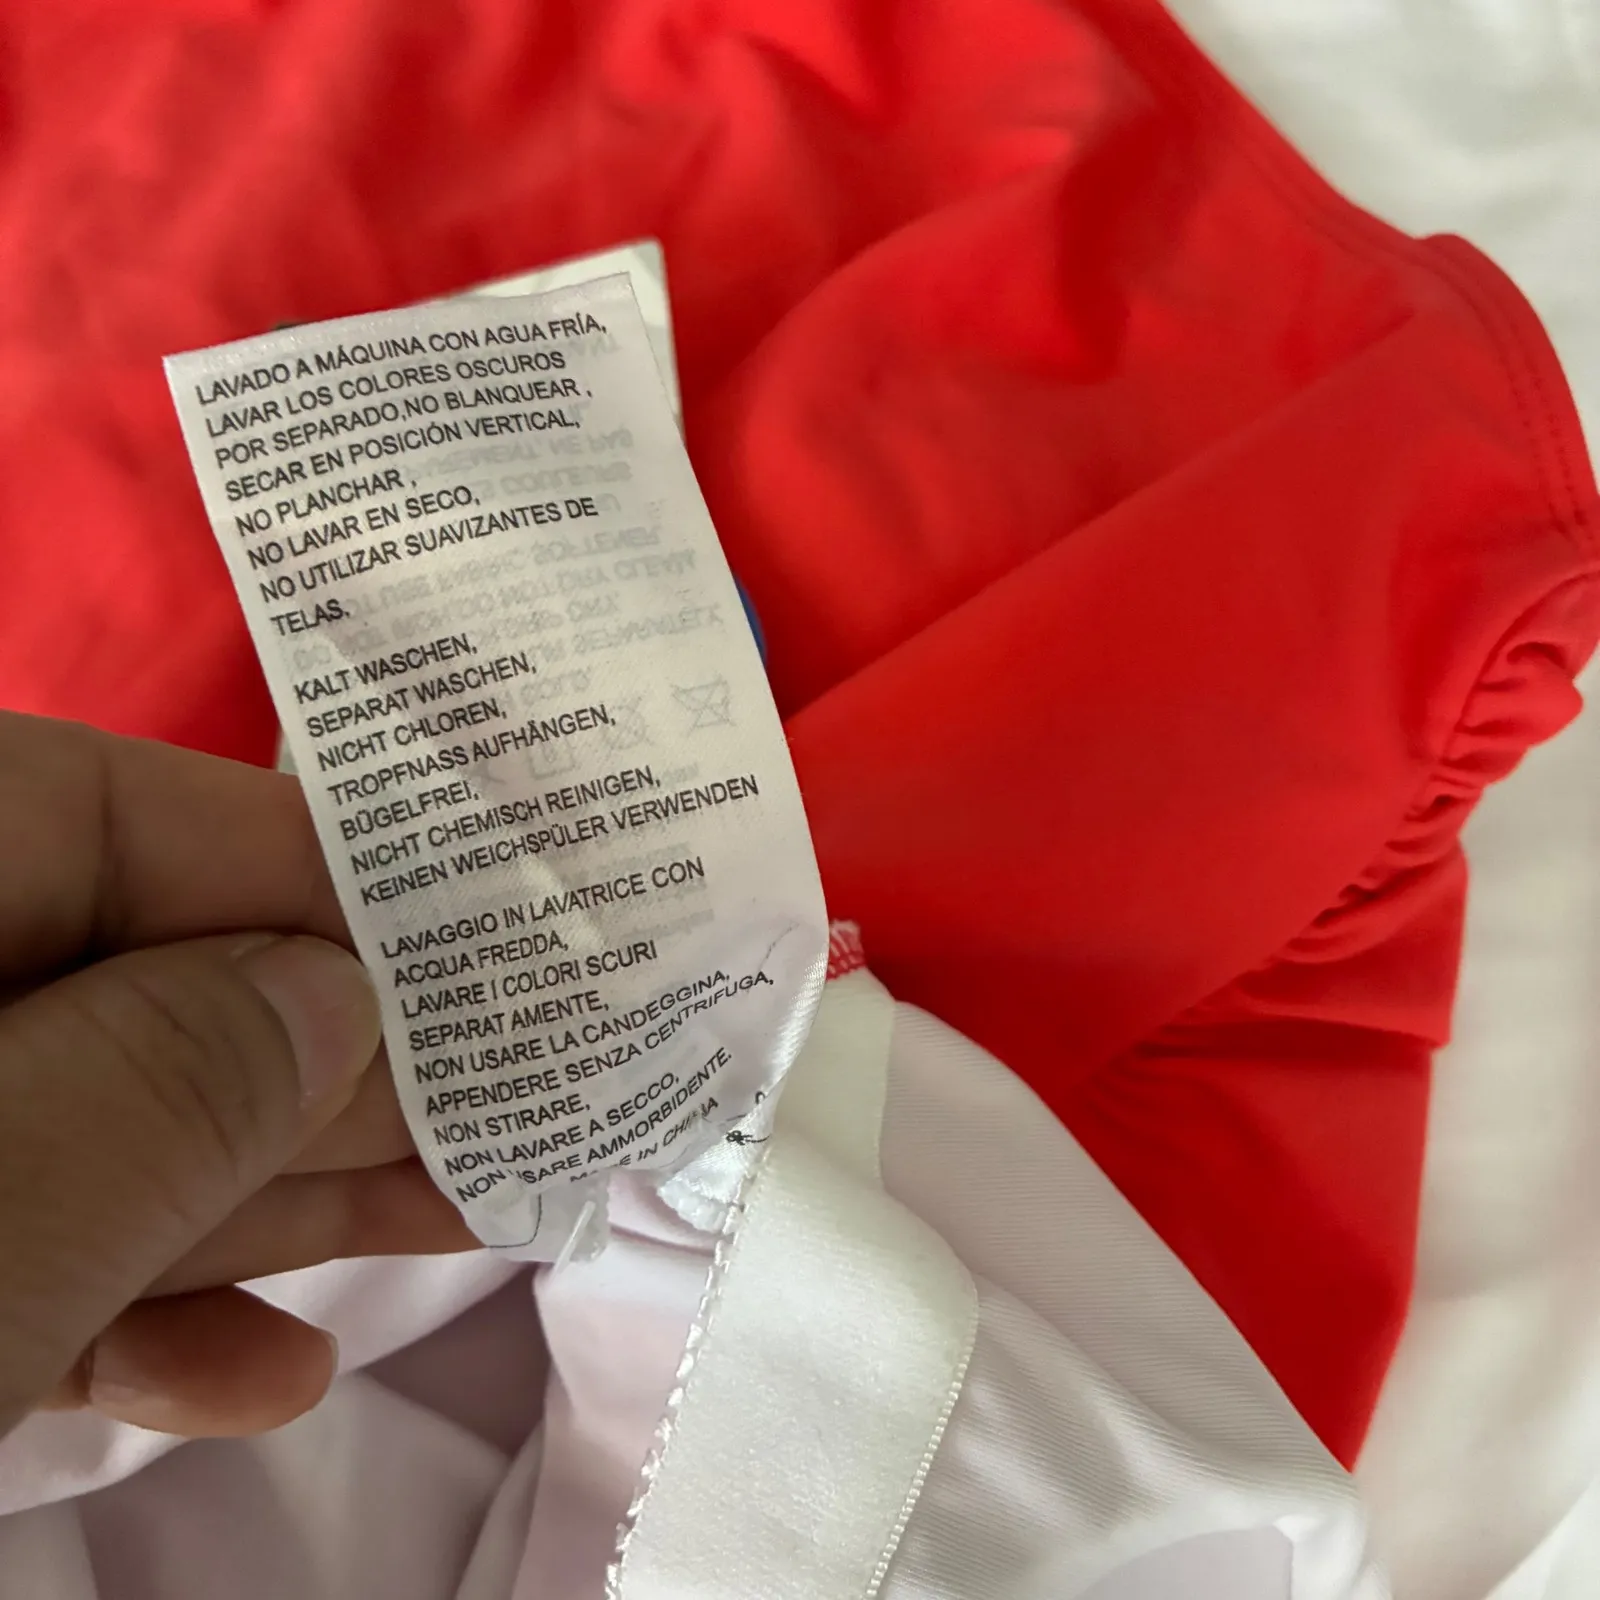 LAVADO A MÁQUINA CON AGUA FRÍA,
LAVAR LOS COLORES OSCUROS
POR SEPARADO,NO BLANQUEAR ,
SECAR EN POSICIÓN VERTICAL,
NO PLANCHAR ,
NO LAVAR EN SECO,
NO UTILIZAR SUAVIZANTES DE
TELAS.
KALT WASCHEN,
SEPARAT WASCHEN,
NICHT CHLOREN,
TROPFNASS AUFHÄNGEN,
BÜGELFREI,
NICHT CHEMISCH REINIGEN,
KEINEN WEICHSPÜLER VERWENDEN
LAVAGGIO IN LAVATRICE CON
ACQUA FREDDA,
LAVARE I COLORI SCURI
SEPARAT AMENTE,
NON USARE LA CANDEGGINA,
APPENDERE SENZA CENTRIFUGA,
NON STIRARE,
NON LAVARE A SECCO,
NON USARE AMMORBIDENTE.
MADE IN CHINA